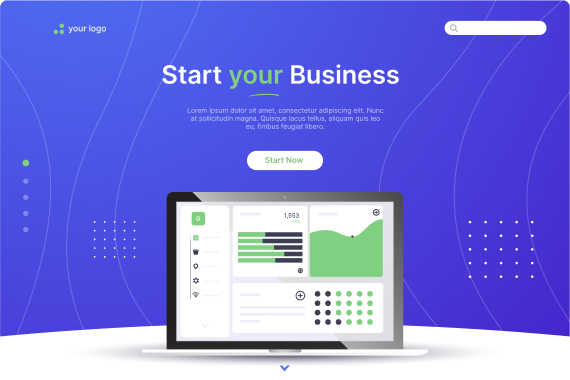 your logo
Start your Business
Lorem ipsum dolor sit amet, consectetur adipiscing elit. Nunc
at sollicitudin magna. Quisque lacus tellus, aliquam quis leo
eu, finibus feugiat libero.
Start Now
0
1,553